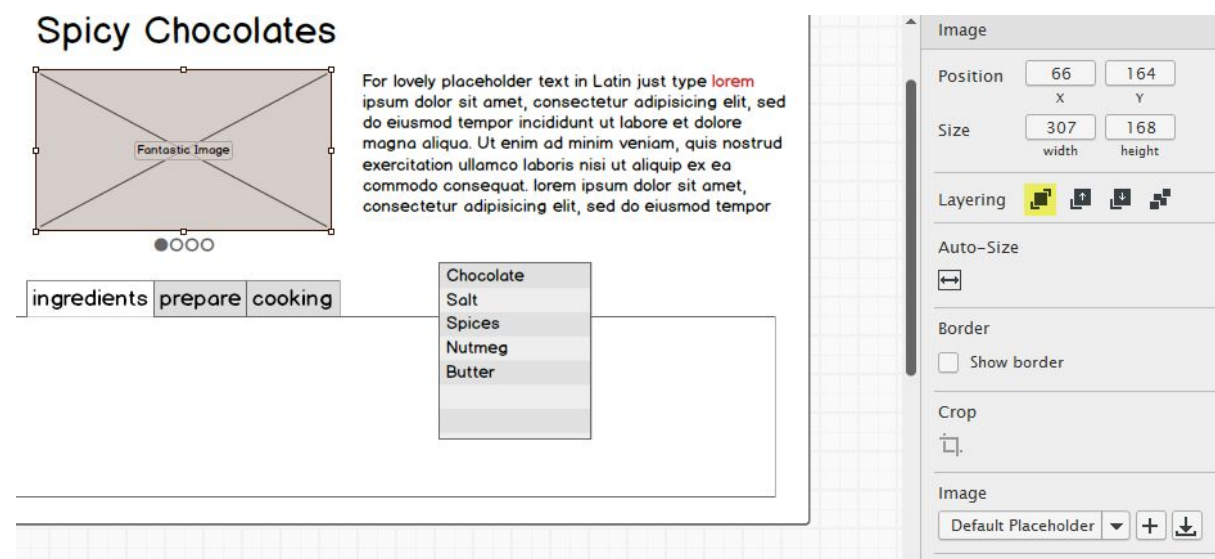 Spicy Chocolates
Fantastic Image
For lovely placeholder text in Latin just type lorem
ipsum dolor sit amet, consectetur adipisicing elit, sed
do eiusmod tempor incididunt ut labore et dolore
magna aliqua. Ut enim ad minim veniam, quis nostrud
exercitation ullamco laboris nisi ut aliquip ex ea
commodo consequat. lorem ipsum dolor sit amet,
consectetur adipisicing elit, sed do eiusmod tempor
ingredients prepare cooking
Chocolate
Salt
Spices
Nutmeg
Butter
Image
Position 66 164
X Y
Size 307 168
width height
Layering
Auto-Size
Border
Show border
Crop
Image
Default Placeholder